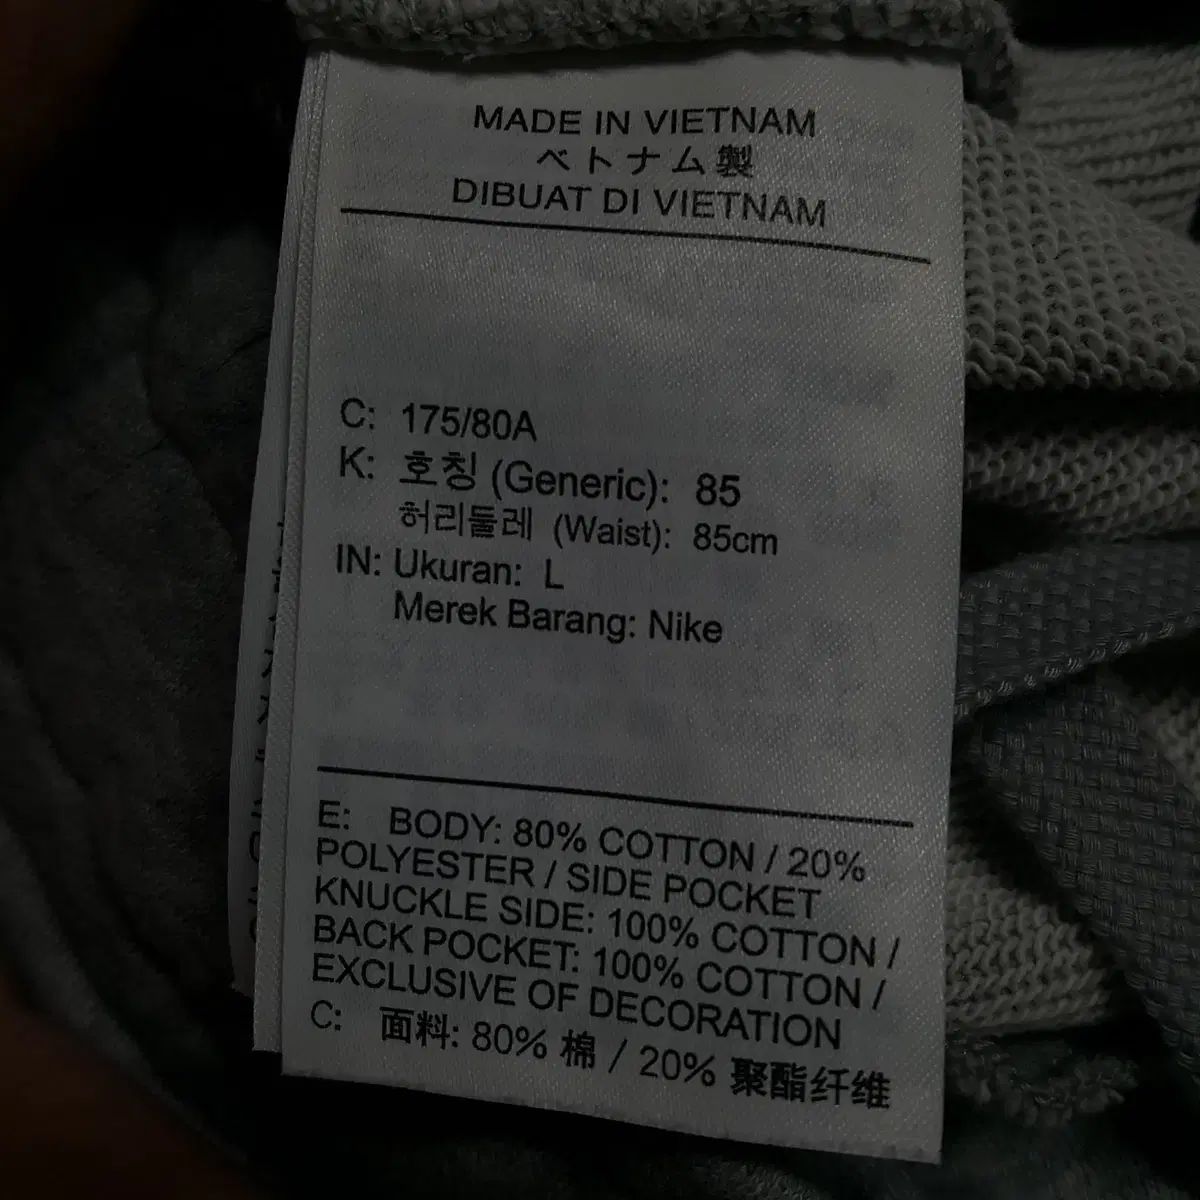 MADE IN VIETNAM
ベトナム製
DIBUAT DI VIETNAM
C: 175/80A
K: 호칭 (Generic): 85
허리둘레 (Waist): 85cm
IN: Ukuran: L
Merek Barang: Nike
E: BODY: 80% COTTON / 20%
POLYESTER / SIDE POCKET
KNUCKLE SIDE: 100% COTTON /
BACK POCKET: 100% COTTON /
EXCLUSIVE OF DECORATION
C: 面料: 80% 棉 / 20% 聚酯纤维